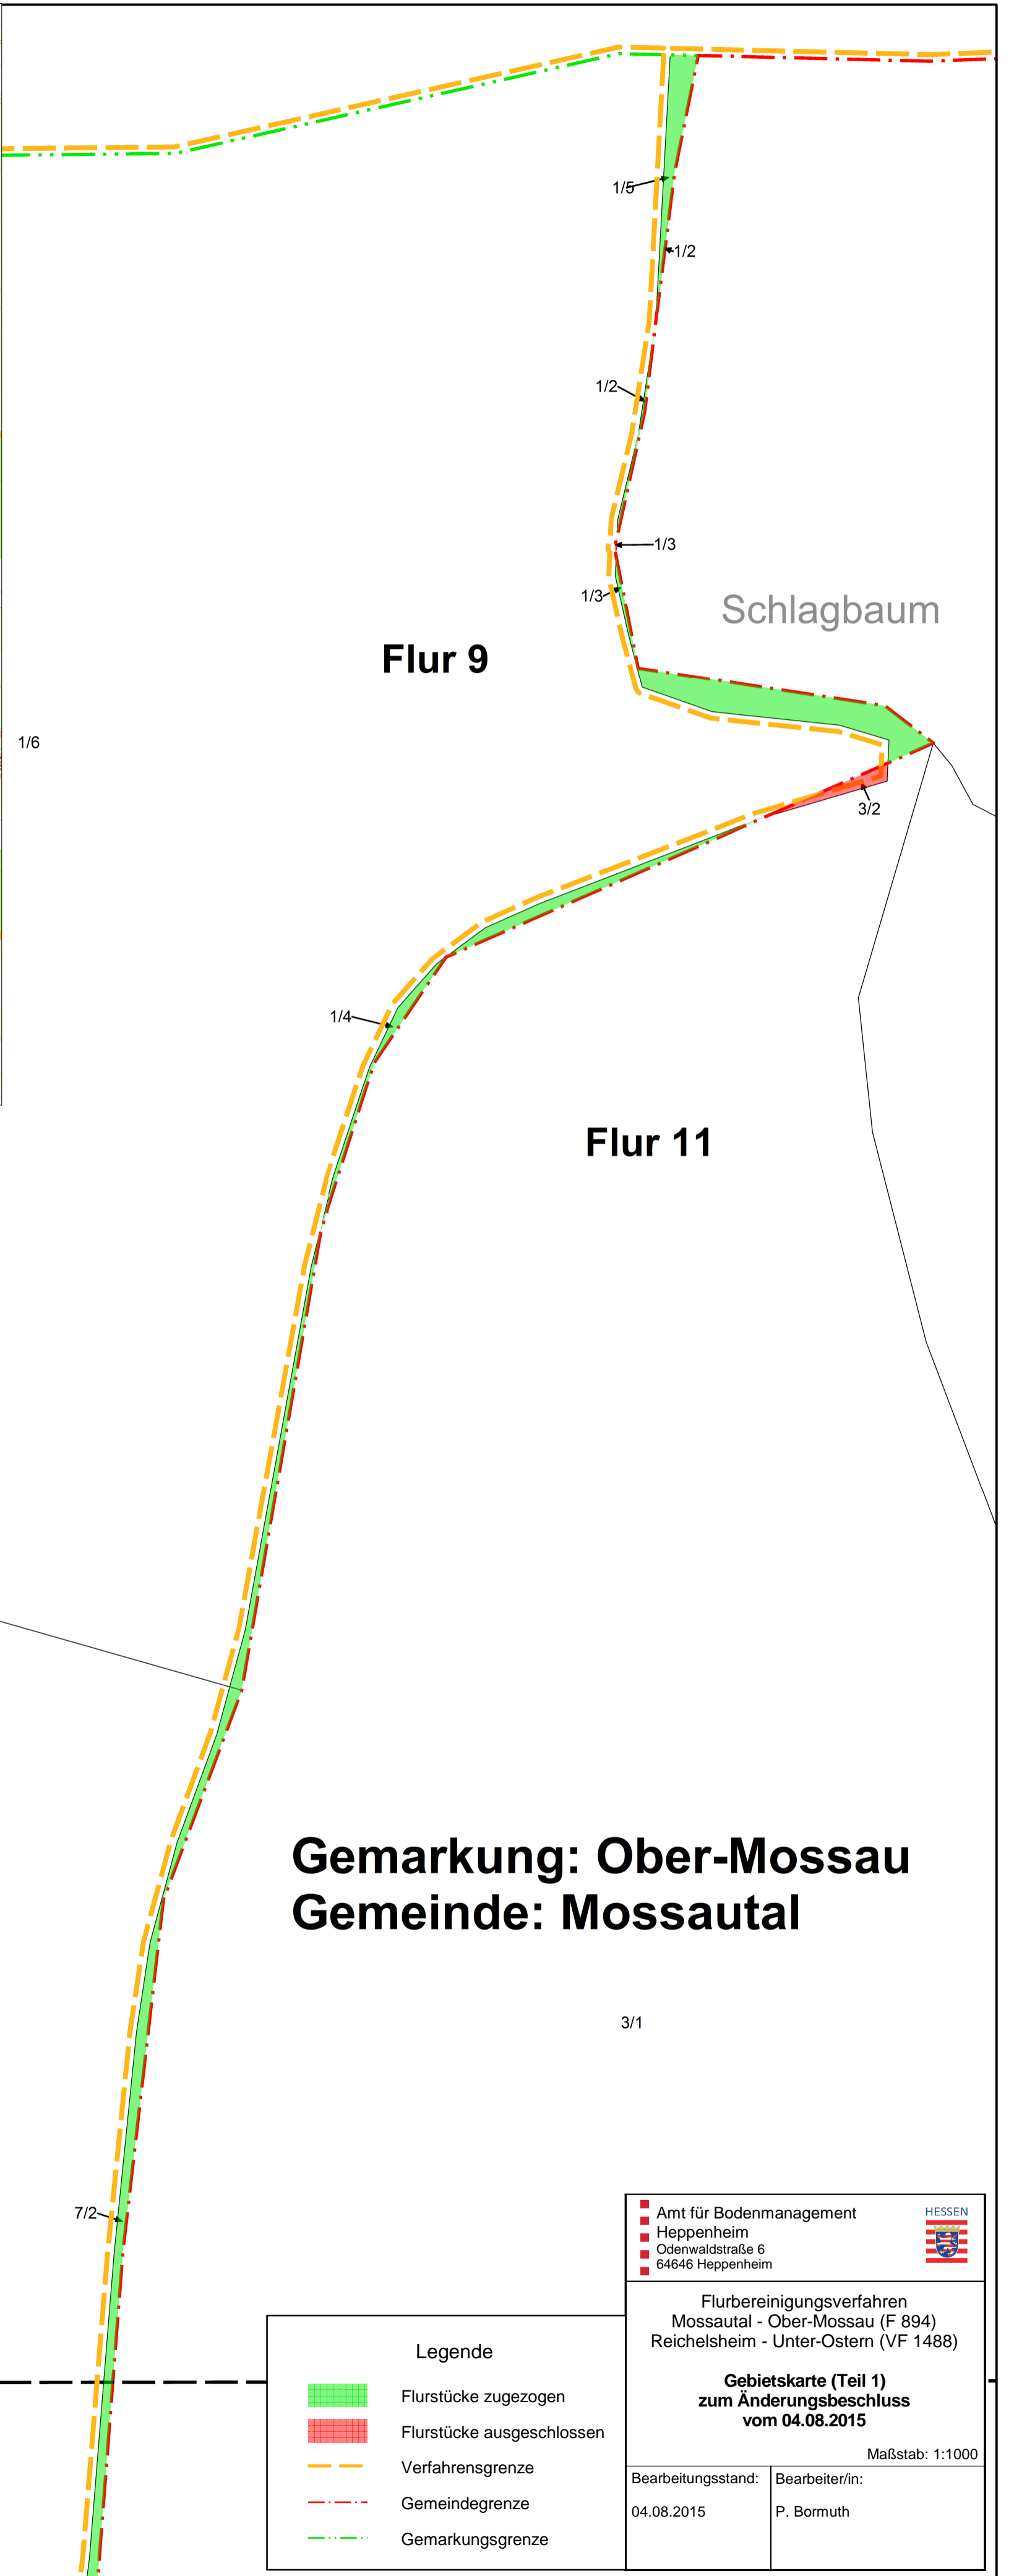 1/5
1/2
1/2
1/3
1/3
Schlagbaum
Flur 9
1/6
3/2
1/4
Flur 11
Gemarkung: Ober-Mossau
Gemeinde: Mossautal
3/1
7/2
Amt für Bodenmanagement
Heppenheim
Odenwaldstraße 6
64646 Heppenheim
HESSEN
Flurbereinigungsverfahren
Mossautal - Ober-Mossau (F 894)
Reichelsheim - Unter-Ostern (VF 1488)
Gebietskarte (Teil 1)
zum Änderungsbeschluss
vom 04.08.2015
Maßstab: 1:1000
Bearbeitungsstand:
04.08.2015
Bearbeiter/in:
P. Bormuth
Legende
Flurstücke zugezogen
Flurstücke ausgeschlossen
Verfahrensgrenze
Gemeindegrenze
Gemarkungsgrenze